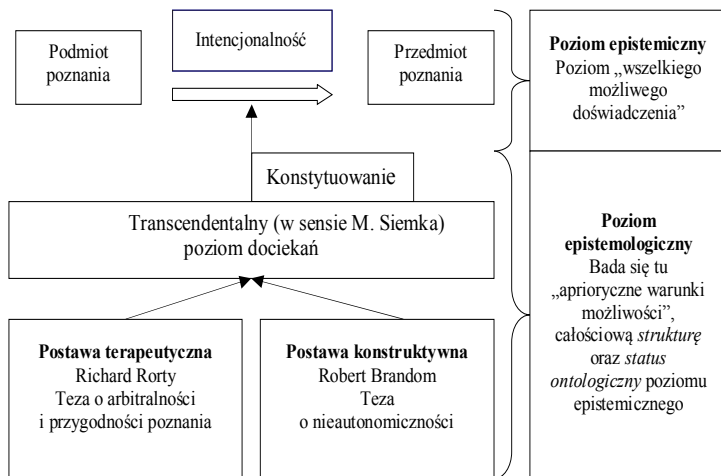 Podmiot
poznania
Intencjonalność
Przedmiot
poznania
Poziom epistemiczny
Poziom „wszelkiego
możliwego
doświadczenia”
Konstytuowanie
Transcendentalny (w sensie M. Siemka)
poziom dociekań
Poziom
epistemologiczny
Bada się tu
„aprioryczne warunki
możliwości”,
całościową strukturę
oraz status
ontologiczny poziomu
epistemicznego
Postawa terapeutyczna
Richard Rorty
Teza o arbitralności
i przygodności poznania
Postawa konstruktywna
Robert Brandom
Teza
o nieautonomiczności